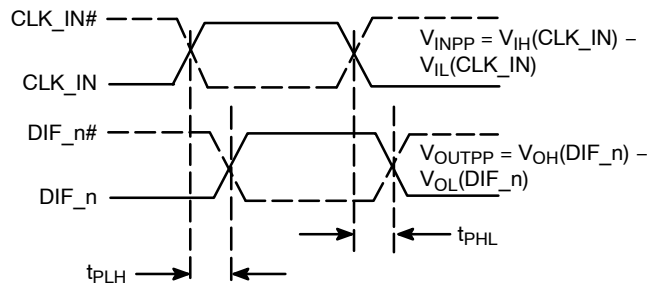 CLK_IN#
CLK_IN
V_INPP = V_IH(CLK_IN) –
V_IL(CLK_IN)
DIF_n#
DIF_n
V_OUTPP = V_OH(DIF_n) –
V_OL(DIF_n)
t_PHL
t_PLH